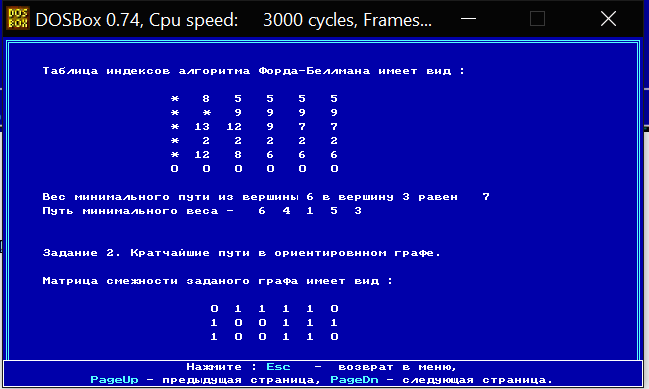 DOSBox 0.74, Cpu speed: 3000 cycles, Frames...
Таблица индексов алгоритма Форда-Беллмана имеет вид :
* 8 5 5 5 5
* * 9 9 9 9
* 13 12 9 7 7
* 2 2 2 2 2
* 12 8 6 6 6
0 0 0 0 0 0
Вес минимального пути из вершины 6 в вершину 3 равен 7
Путь минимального веса - 6 4 1 5 3
Задание 2. Кратчайшие пути в ориентировнном графе.
Матрица смежности заданого графа имеет вид :
0 1 1 1 1 0
1 0 0 1 1 1
1 0 0 1 1 0
Нажмите : Esc - возврат в меню,
PageUp - предыдущая страница, PageDn - следующая страница.